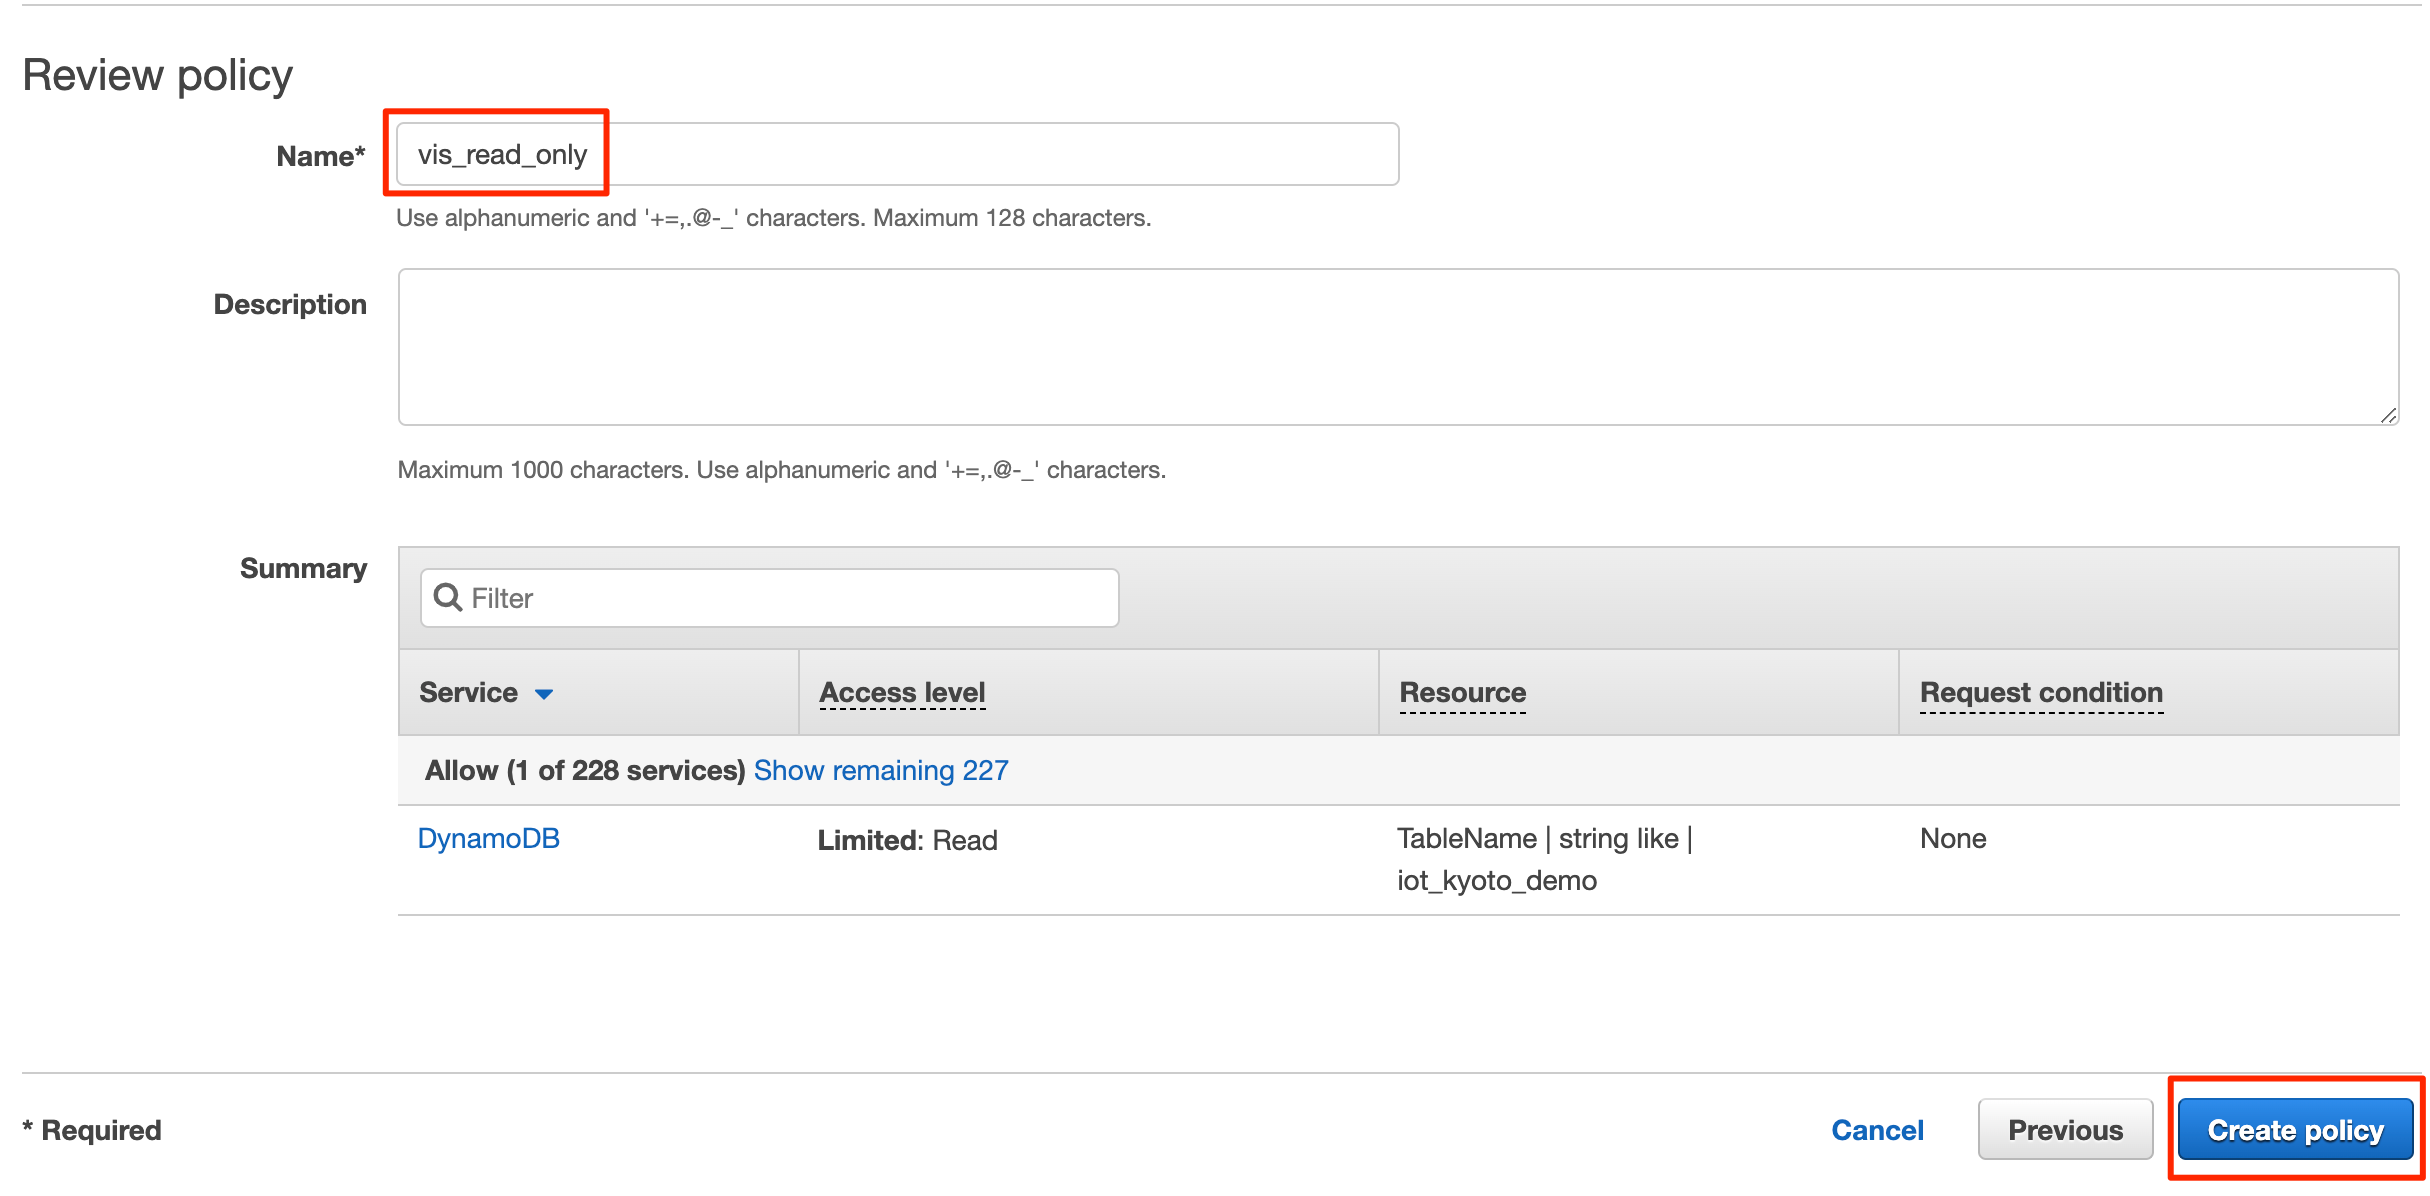 Review policy
Name*
vis_read_only
Use alphanumeric and '+=,.@-_' characters. Maximum 128 characters.
Description
Maximum 1000 characters. Use alphanumeric and '+=,.@-_' characters.
Summary
Filter
Service Access level Resource Request condition
Allow (1 of 228 services) Show remaining 227
DynamoDB Limited: Read TableName | string like | None
iot_kyoto_demo
* Required Cancel Previous Create policy